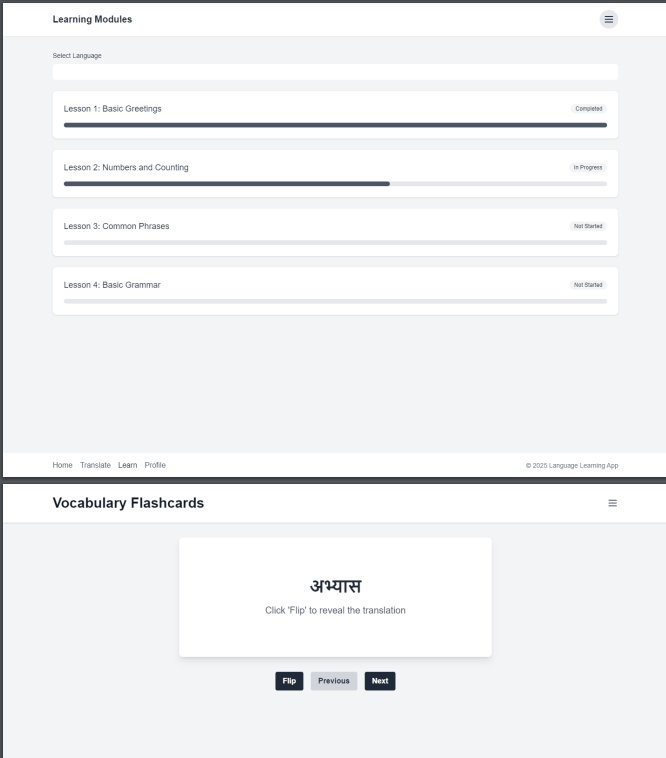 Learning Modules
Select Language
Lesson 1: Basic Greetings
Completed
Lesson 2: Numbers and Counting
In Progress
Lesson 3: Common Phrases
Not Started
Lesson 4: Basic Grammar
Not Started
Home Translate Learn Profile
© 2025 Language Learning App
Vocabulary Flashcards
अभ्यास
Click 'Flip' to reveal the translation
Flip Previous Next